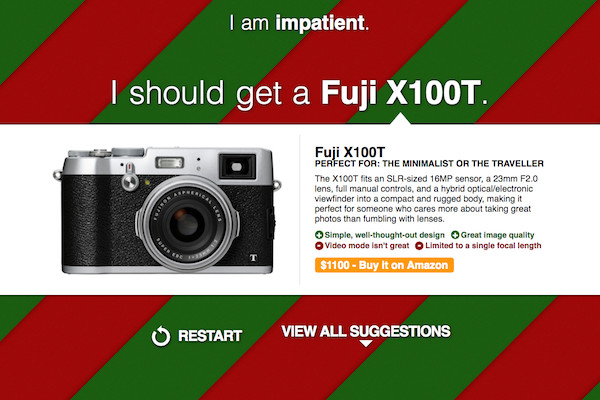 I am impatient.
I should get a Fuji X100T.
Fuji X100T
PERFECT FOR: THE MINIMALIST OR THE TRAVELLER
The X100T fits an SLR-sized 16MP sensor, a 23mm F2.0
lens, full manual controls, and a hybrid optical/electronic
viewfinder into a compact and rugged body, making it
perfect for someone who cares more about taking great
photos than fumbling with lenses.
Simple, well-thought-out design Great image quality
Video mode isn't great Limited to a single focal length
$1100 - Buy it on Amazon
FUJINON ASPHERICAL LENS
T
RESTART
VIEW ALL SUGGESTIONS